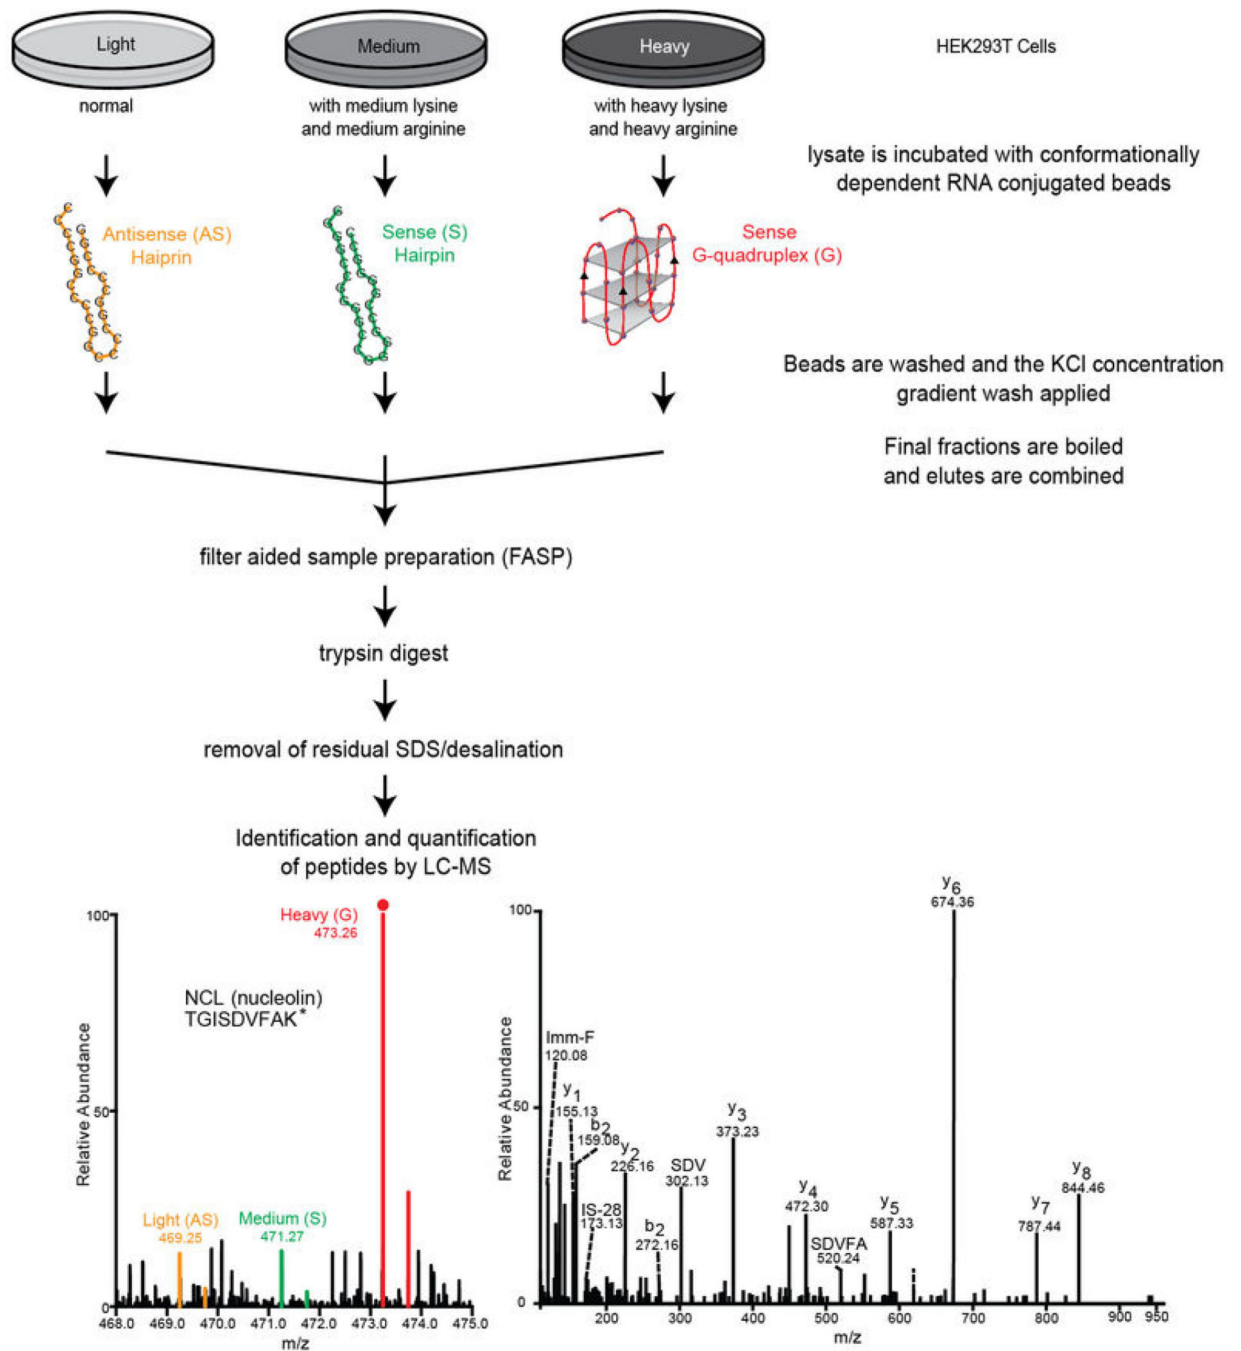 Light
Medium
Heavy
HEK293T Cells
normal
with medium lysine
and medium arginine
with heavy lysine
and heavy arginine
lysate is incubated with conformationally
dependent RNA conjugated beads
Antisense (AS)
Haiprin
Sense (S)
Hairpin
Sense
G-quadruplex (G)
Beads are washed and the KCl concentration
gradient wash applied
Final fractions are boiled
and elutes are combined
filter aided sample preparation (FASP)
trypsin digest
removal of residual SDS/desalination
Identification and quantification
of peptides by LC-MS
100
50
0
Relative Abundance
Heavy (G)
473.26
NCL (nucleolin)
TGISDVFAK*
Light (AS)
469.25
Medium (S)
471.27
468.0 469.0 470.0 471.0 472.0 473.0 474.0 475.0
m/z
100
50
0
Relative Abundance
Imm-F
120.08
y1
155.13
b2
159.08
IS-28
173.13
y2
226.16
b2
272.16
SDV
302.13
y3
373.23
y4
472.30
SDVFA
520.24
y5
587.33
y6
674.36
y7
787.44
y8
844.46
200 300 400 500 600 700 800 900 950
m/z